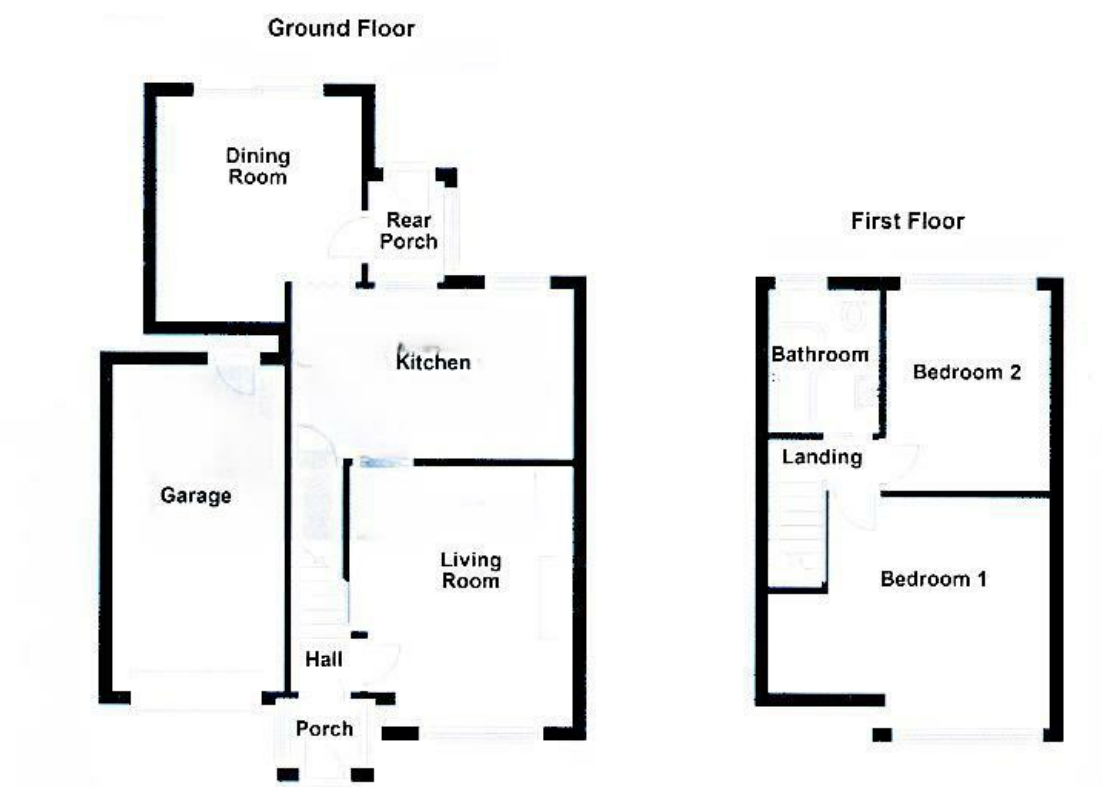 Ground Floor
Dining
Room
Rear
Porch
Kitchen
Garage
Living
Room
Hall
Porch
First Floor
Bathroom
Bedroom 2
Landing
Bedroom 1